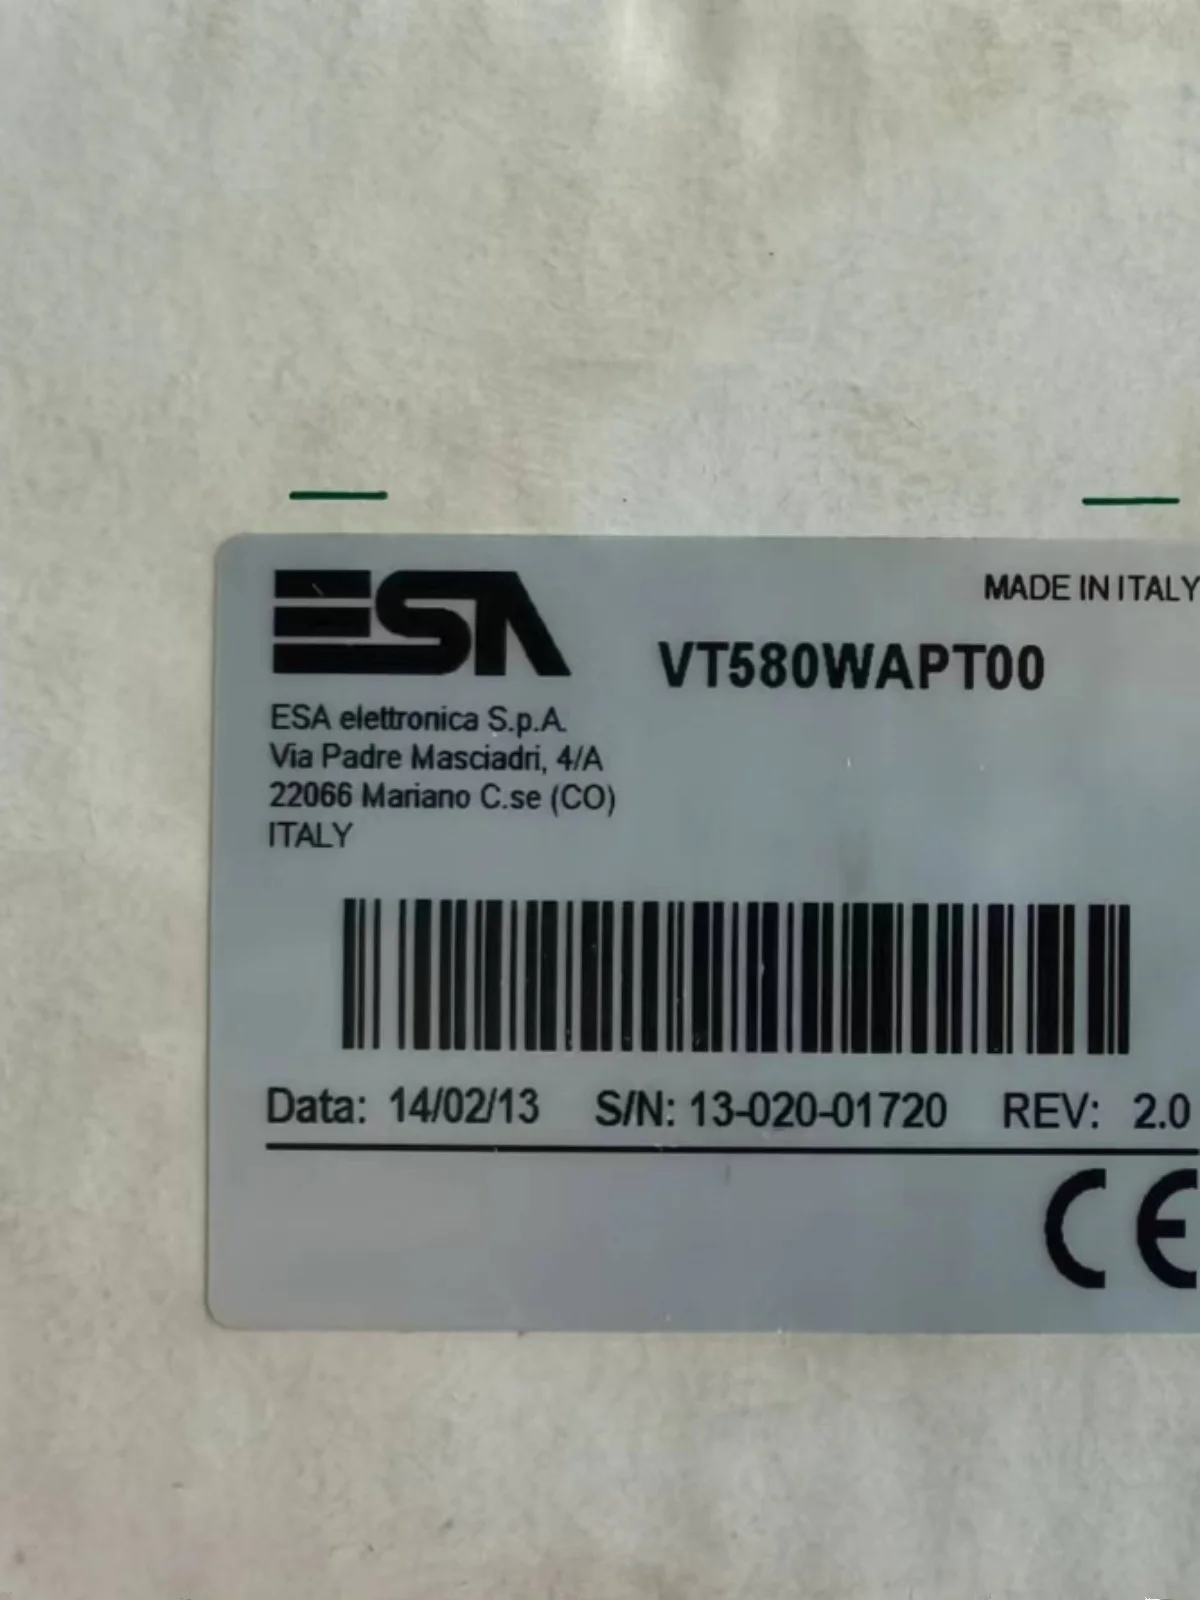 ESA
MADE IN ITALY
VT580WAPT00
ESA elettronica S.p.A.
Via Padre Masciadri, 4/A
22066 Mariano C.se (CO)
ITALY
Data: 14/02/13 S/N: 13-020-01720 REV: 2.0
CE